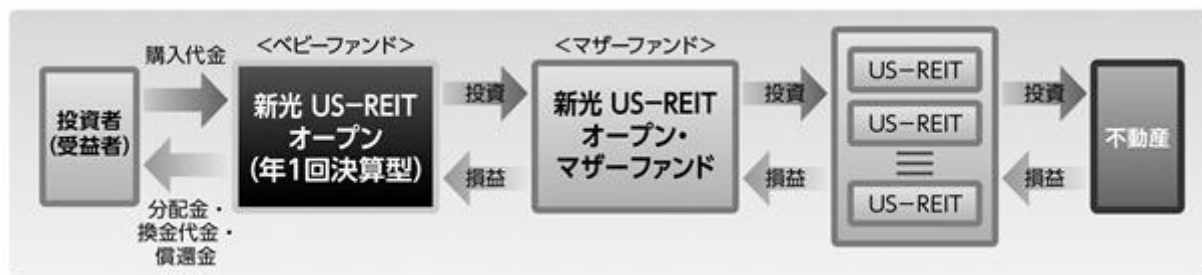 投資者
(受益者)
購入代金
分配金・
換金代金・
償還金
<ベビーファンド>
新光 US-REIT
オープン
(年1回決算型)
投資
損益
<マザーファンド>
新光 US-REIT
オープン・
マザーファンド
投資
損益
US-REIT
US-REIT
US-REIT
投資
損益
不動産